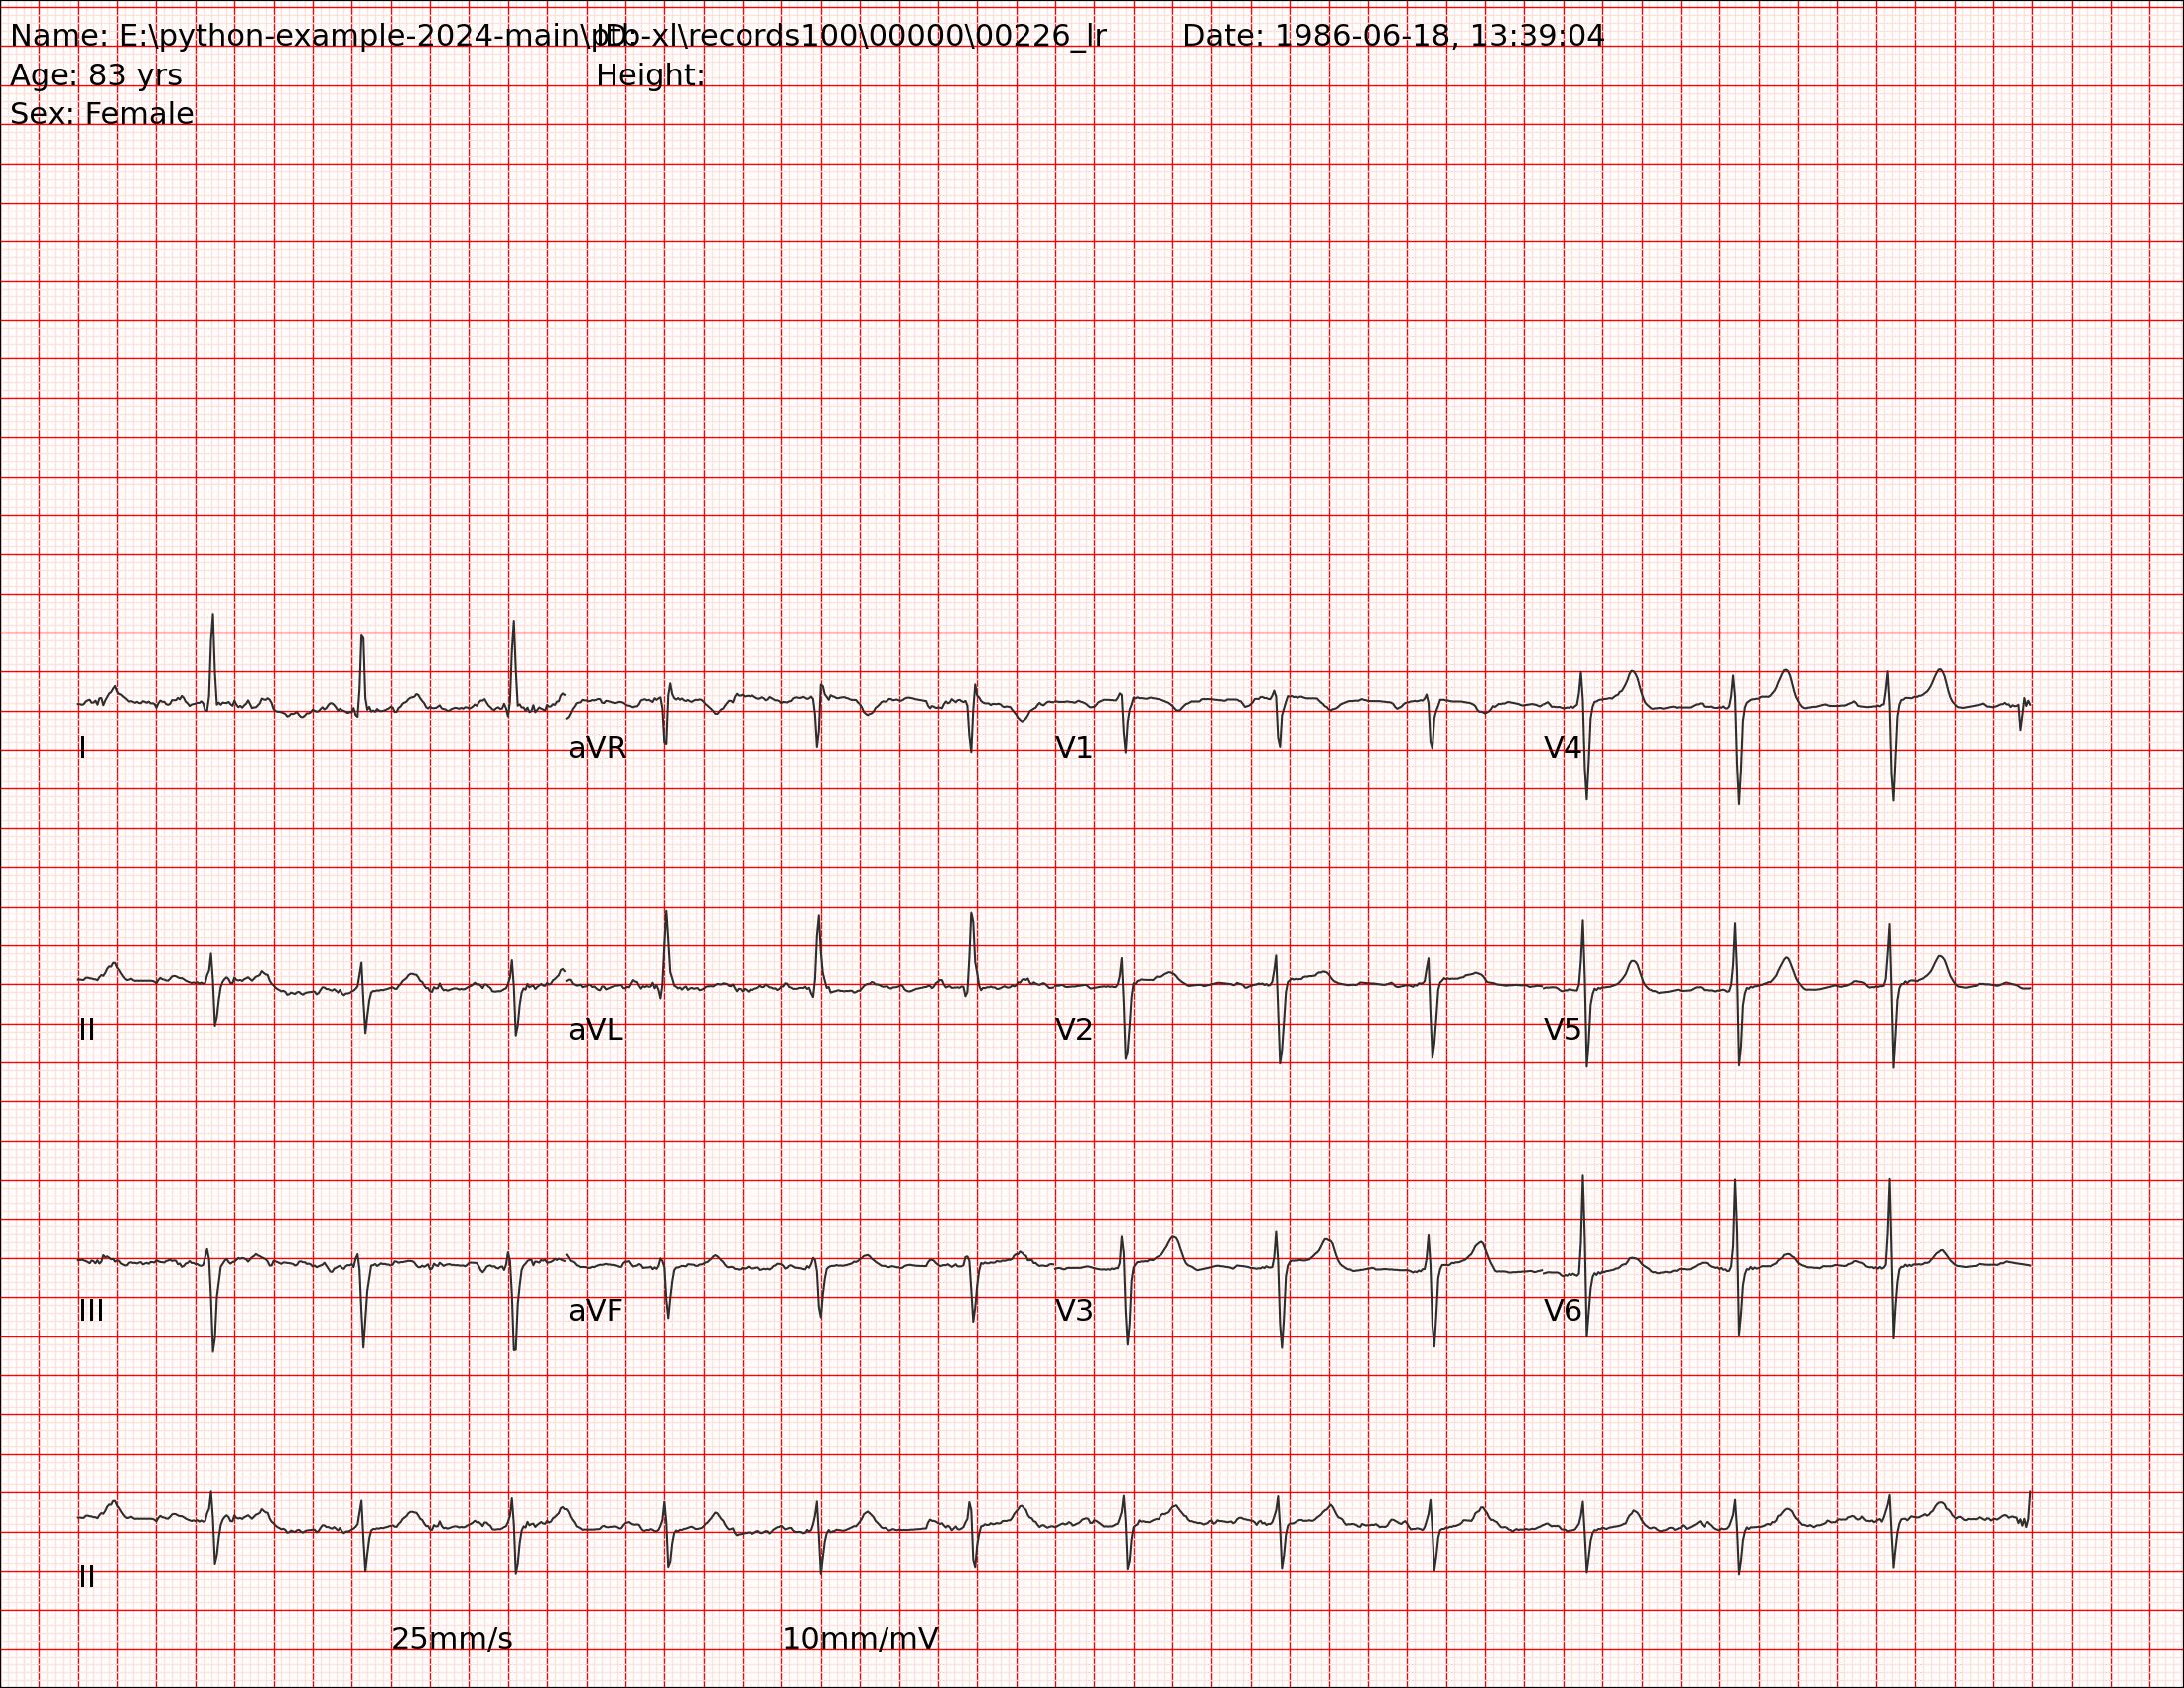 Name: E:\python-example-2024-main\ptb-xl\records100\00000\00226_lr ID: Date: 1986-06-18, 13:39:04
Age: 83 yrs Height:
Sex: Female
I aVR V1 V4
II aVL V2 V5
III aVF V3 V6
II
25mm/s 10mm/mV